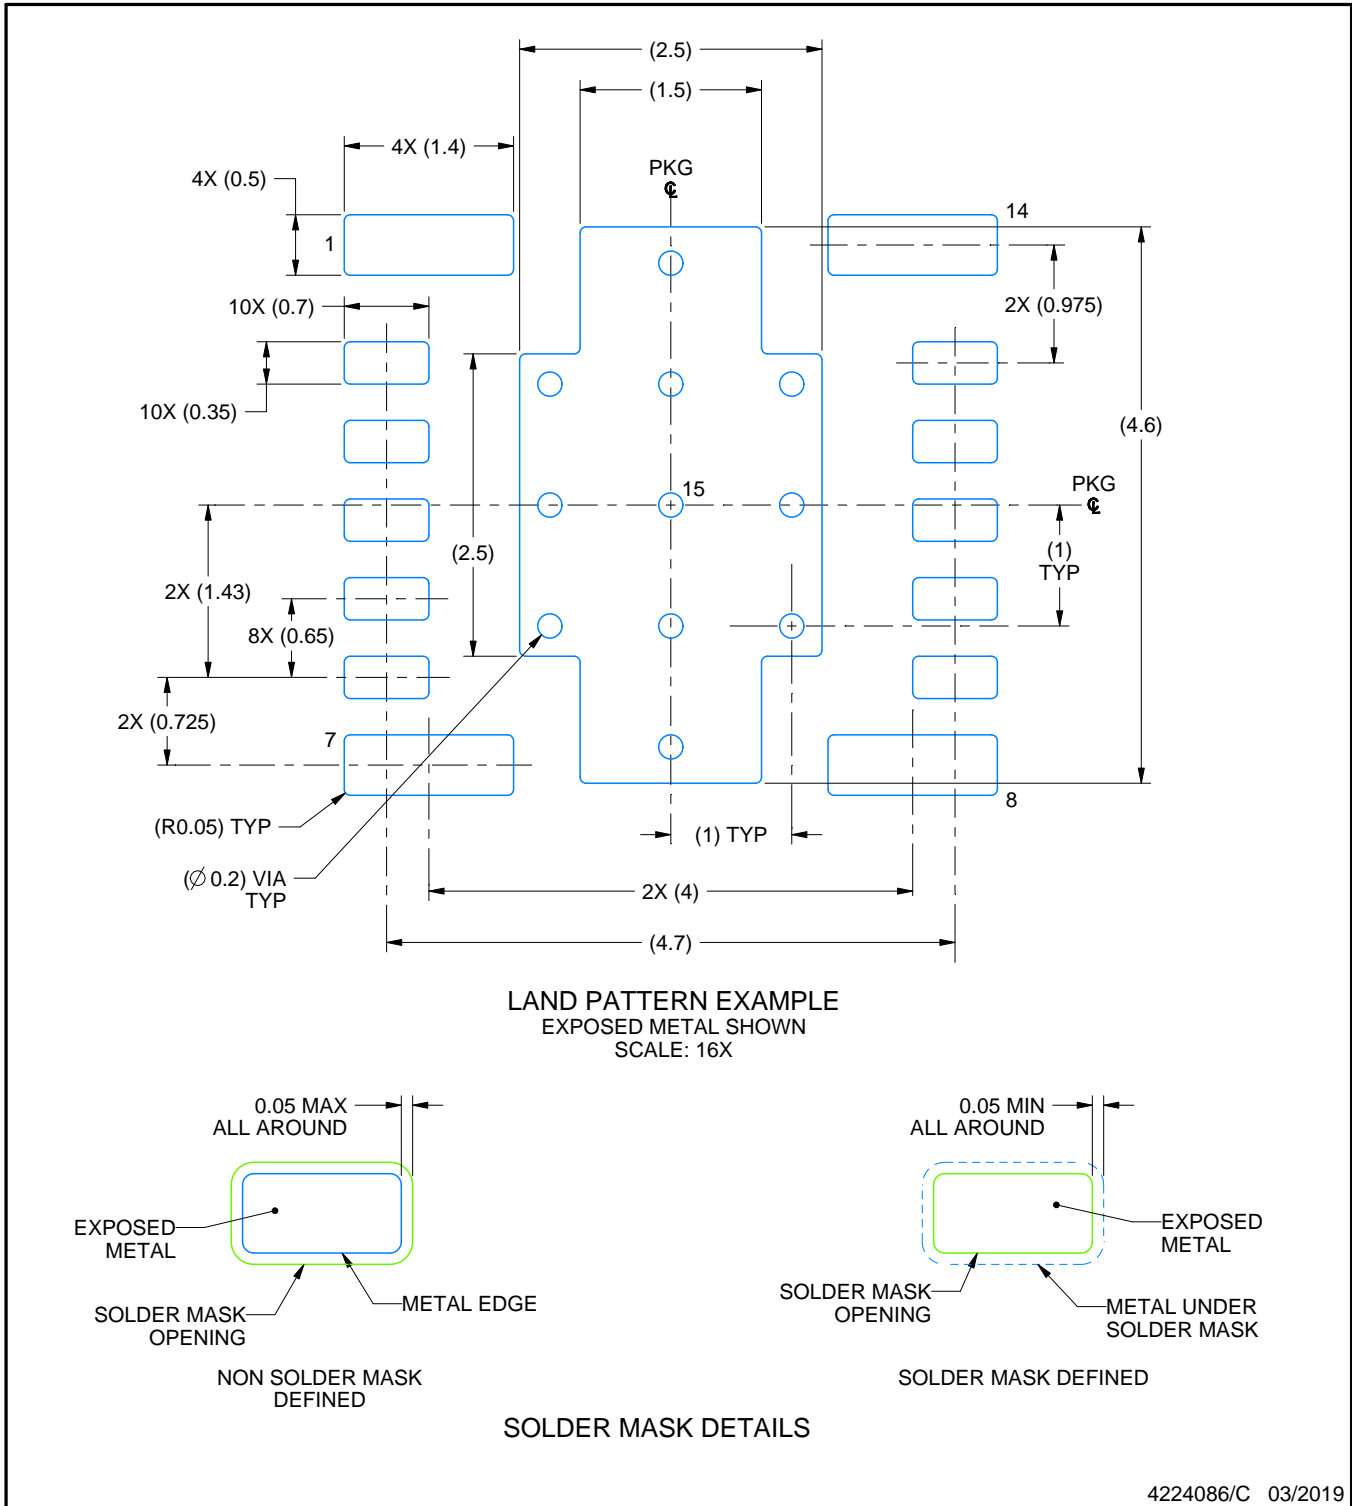 (2.5)
(1.5)
4X (1.4)
PKG
℄
4X (0.5)
14
1
10X (0.7)
2X (0.975)
10X (0.35)
(4.6)
15
PKG
℄
(2.5)
(1)
TYP
2X (1.43)
8X (0.65)
2X (0.725)
7
8
(R0.05) TYP
(1) TYP
(∅ 0.2) VIA
TYP
2X (4)
(4.7)
LAND PATTERN EXAMPLE
EXPOSED METAL SHOWN
SCALE: 16X
0.05 MAX
ALL AROUND
0.05 MIN
ALL AROUND
EXPOSED
METAL
EXPOSED
METAL
SOLDER MASK
OPENING
METAL EDGE
SOLDER MASK
OPENING
METAL UNDER
SOLDER MASK
NON SOLDER MASK
DEFINED
SOLDER MASK DEFINED
SOLDER MASK DETAILS
4224086/C 03/2019